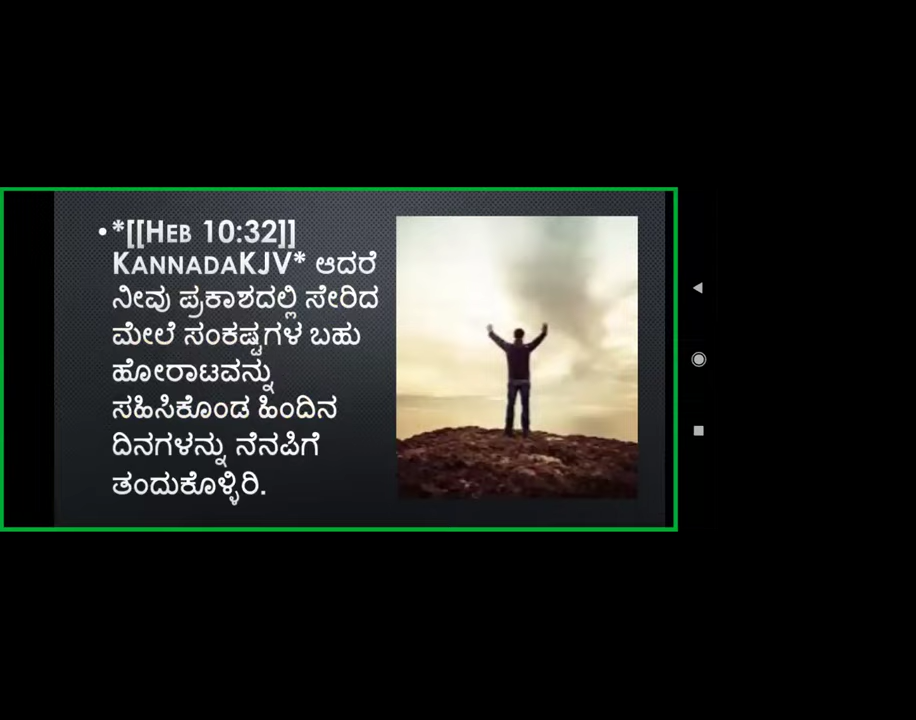 •*[[HEB 10:32]]
KANNADAKJV* ಆದರೆ
ನೀವು ಪ್ರಕಾಶದಲ್ಲಿ ಸೇರಿದ
ಮೇಲೆ ಸಂಕಷ್ಟಗಳ ಬಹು
ಹೋರಾಟವನ್ನು
ಸಹಿಸಿಕೊಂಡ ಹಿಂದಿನ
ದಿನಗಳನ್ನು ನೆನಪಿಗೆ
ತಂದುಕೊಳ್ಳಿರಿ.